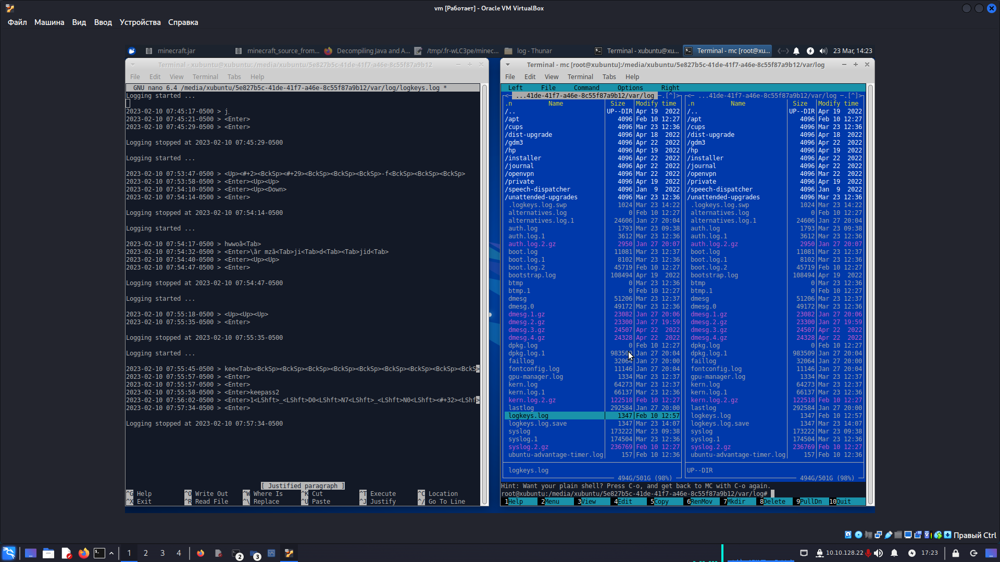 vm [Работает] - Oracle VM VirtualBox
Файл Машина Вид Ввод Устройства Справка
minecraft.jar minecraft_source_from... Decompiling Java and A... /tmp/.fr-wLC3pe/minec... log - Thunar Terminal - xubuntu@xu... Terminal - mc [root@xu... 23 Mar, 14:23
Terminal - xubuntu@xubuntu: /media/xubuntu/5e827b5c-41de-41f7-a46e-8c55f87a9b12
File Edit View Terminal Tabs Help
GNU nano 6.4 /media/xubuntu/5e827b5c-41de-41f7-a46e-8c55f87a9b12/var/log/logkeys.log *
Logging started ...
2023-02-10 07:45:17-0500 > j
2023-02-10 07:45:21-0500 > <Enter>
2023-02-10 07:45:29-0500 > <Enter>
Logging stopped at 2023-02-10 07:45:29-0500
Logging started ...
2023-02-10 07:53:47-0500 > <Up><#+2><BckSp><#+29><BckSp><BckSp><BckSp>-f<BckSp><BckSp><BckSp>
2023-02-10 07:53:58-0500 > <Enter><Up><Up>
2023-02-10 07:54:10-0500 > <Enter><Up><Down>
2023-02-10 07:54:14-0500 > <Enter>
Logging stopped at 2023-02-10 07:54:14-0500
Logging started ...
2023-02-10 07:54:17-0500 > hwwoã<Tab>
2023-02-10 07:54:32-0500 > <Enter>\ãr mzã<Tab>ji<Tab>d<Tab><Tab>jid<Tab>
2023-02-10 07:54:40-0500 > <Enter><Up><Up>
2023-02-10 07:54:47-0500 > <Enter>
Logging stopped at 2023-02-10 07:54:47-0500
Logging started ...
2023-02-10 07:55:18-0500 > <Up><Up><Up>
2023-02-10 07:55:35-0500 > <Enter>
Logging stopped at 2023-02-10 07:55:35-0500
Logging started ...
2023-02-10 07:55:45-0500 > kee<Tab><BckSp><BckSp><BckSp><BckSp><BckSp><BckSp><BckSp><BckSp><BckS>
2023-02-10 07:55:57-0500 > <Enter>
2023-02-10 07:55:57-0500 > <Enter>
2023-02-10 07:55:58-0500 > <Enter>keepass2
2023-02-10 07:56:02-0500 > <Enter>1<LShft>_<LShft>D0<LShft>N7<LShft>_<LShft>N0<LShft><#+32><LShf>
2023-02-10 07:57:34-0500 > <Enter>
Logging stopped at 2023-02-10 07:57:34-0500
[ Justified paragraph ]
^G Help ^O Write Out ^W Where Is ^K Cut ^T Execute ^C Location
^X Exit ^R Read File ^\ Replace ^U Paste ^J Justify ^/ Go To Line
Terminal - mc [root@xubuntu]:/media/xubuntu/5e827b5c-41de-41f7-a46e-8c55f87a9b12/var/log
File Edit View Terminal Tabs Help
Left File Command Options Right
<─ ...41de-41f7-a46e-8c55f87a9b12/var/log ─.[^]> <─ ...41de-41f7-a46e-8c55f87a9b12/var/log ─.[^]>
.n Name Size Modify time .n Name Size Modify time
/.. UP--DIR Apr 19 2022 /.. UP--DIR Apr 19 2022
/apt 4096 Feb 10 12:27 /apt 4096 Feb 10 12:27
/cups 4096 Mar 23 12:36 /cups 4096 Mar 23 12:36
/dist-upgrade 4096 Apr 18 2022 /dist-upgrade 4096 Apr 18 2022
/gdm3 4096 Apr 22 2022 /gdm3 4096 Apr 22 2022
/hp 4096 Apr 19 2022 /hp 4096 Apr 19 2022
/installer 4096 Apr 22 2022 /installer 4096 Apr 22 2022
/journal 4096 Apr 22 2022 /journal 4096 Apr 22 2022
/openvpn 4096 Mar 22 2022 /openvpn 4096 Mar 22 2022
/private 4096 Apr 19 2022 /private 4096 Apr 19 2022
/speech-dispatcher 4096 Jan 9 2022 /speech-dispatcher 4096 Jan 9 2022
/unattended-upgrades 4096 Mar 23 12:36 /unattended-upgrades 4096 Mar 23 12:36
.logkeys.log.swp 1024 Mar 23 14:22 .logkeys.log.swp 1024 Mar 23 14:22
alternatives.log 0 Feb 10 12:27 alternatives.log 0 Feb 10 12:27
alternatives.log.1 24606 Jan 27 20:04 alternatives.log.1 24606 Jan 27 20:04
auth.log 1793 Mar 23 09:38 auth.log 1793 Mar 23 09:38
auth.log.1 3612 Mar 23 12:36 auth.log.1 3612 Mar 23 12:36
auth.log.2.gz 2950 Jan 27 20:07 auth.log.2.gz 2950 Jan 27 20:07
boot.log 11081 Mar 23 12:37 boot.log 11081 Mar 23 12:37
boot.log.1 8102 Mar 23 12:36 boot.log.1 8102 Mar 23 12:36
boot.log.2 45719 Feb 10 12:27 boot.log.2 45719 Feb 10 12:27
bootstrap.log 108494 Apr 19 2022 bootstrap.log 108494 Apr 19 2022
btmp 0 Mar 23 12:36 btmp 0 Mar 23 12:36
btmp.1 0 Feb 10 12:27 btmp.1 0 Feb 10 12:27
dmesg 51206 Mar 23 12:37 dmesg 51206 Mar 23 12:37
dmesg.0 49172 Mar 23 12:36 dmesg.0 49172 Mar 23 12:36
dmesg.1.gz 23082 Jan 27 20:06 dmesg.1.gz 23082 Jan 27 20:06
dmesg.2.gz 23300 Jan 27 19:59 dmesg.2.gz 23300 Jan 27 19:59
dmesg.3.gz 24507 Apr 22 2022 dmesg.3.gz 24507 Apr 22 2022
dmesg.4.gz 24328 Apr 22 2022 dmesg.4.gz 24328 Apr 22 2022
dpkg.log 0 Feb 10 12:27 dpkg.log 0 Feb 10 12:27
dpkg.log.1 983509 Jan 27 20:04 dpkg.log.1 983509 Jan 27 20:04
faillog 32064 Jan 27 20:00 faillog 32064 Jan 27 20:00
fontconfig.log 11146 Jan 27 20:04 fontconfig.log 11146 Jan 27 20:04
gpu-manager.log 1334 Mar 23 12:37 gpu-manager.log 1334 Mar 23 12:37
kern.log 64273 Mar 23 12:37 kern.log 64273 Mar 23 12:37
kern.log.1 66137 Mar 23 12:36 kern.log.1 66137 Mar 23 12:36
kern.log.2.gz 122518 Feb 10 12:27 kern.log.2.gz 122518 Feb 10 12:27
lastlog 292584 Jan 27 20:00 lastlog 292584 Jan 27 20:00
logkeys.log 1347 Feb 10 12:57 logkeys.log 1347 Feb 10 12:57
logkeys.log.save 1347 Mar 23 14:07 logkeys.log.save 1347 Mar 23 14:07
syslog 173222 Mar 23 09:38 syslog 173222 Mar 23 09:38
syslog.1 174504 Mar 23 12:36 syslog.1 174504 Mar 23 12:36
syslog.2.gz 236769 Feb 10 12:27 syslog.2.gz 236769 Feb 10 12:27
ubuntu-advantage-timer.log 157 Feb 10 12:36 ubuntu-advantage-timer.log 157 Feb 10 12:36
logkeys.log UP--DIR
494G/501G (98%) 494G/501G (98%)
Hint: Want your plain shell? Press C-o, and get back to MC with C-o again.
root@xubuntu:/media/xubuntu/5e827b5c-41de-41f7-a46e-8c55f87a9b12/var/log#
1Help 2Menu 3View 4Edit 5Copy 6RenMov 7Mkdir 8Delete 9PullDn 10Quit
Правый Ctrl
1 2 3 4 2 3 10.10.128.22 17:23